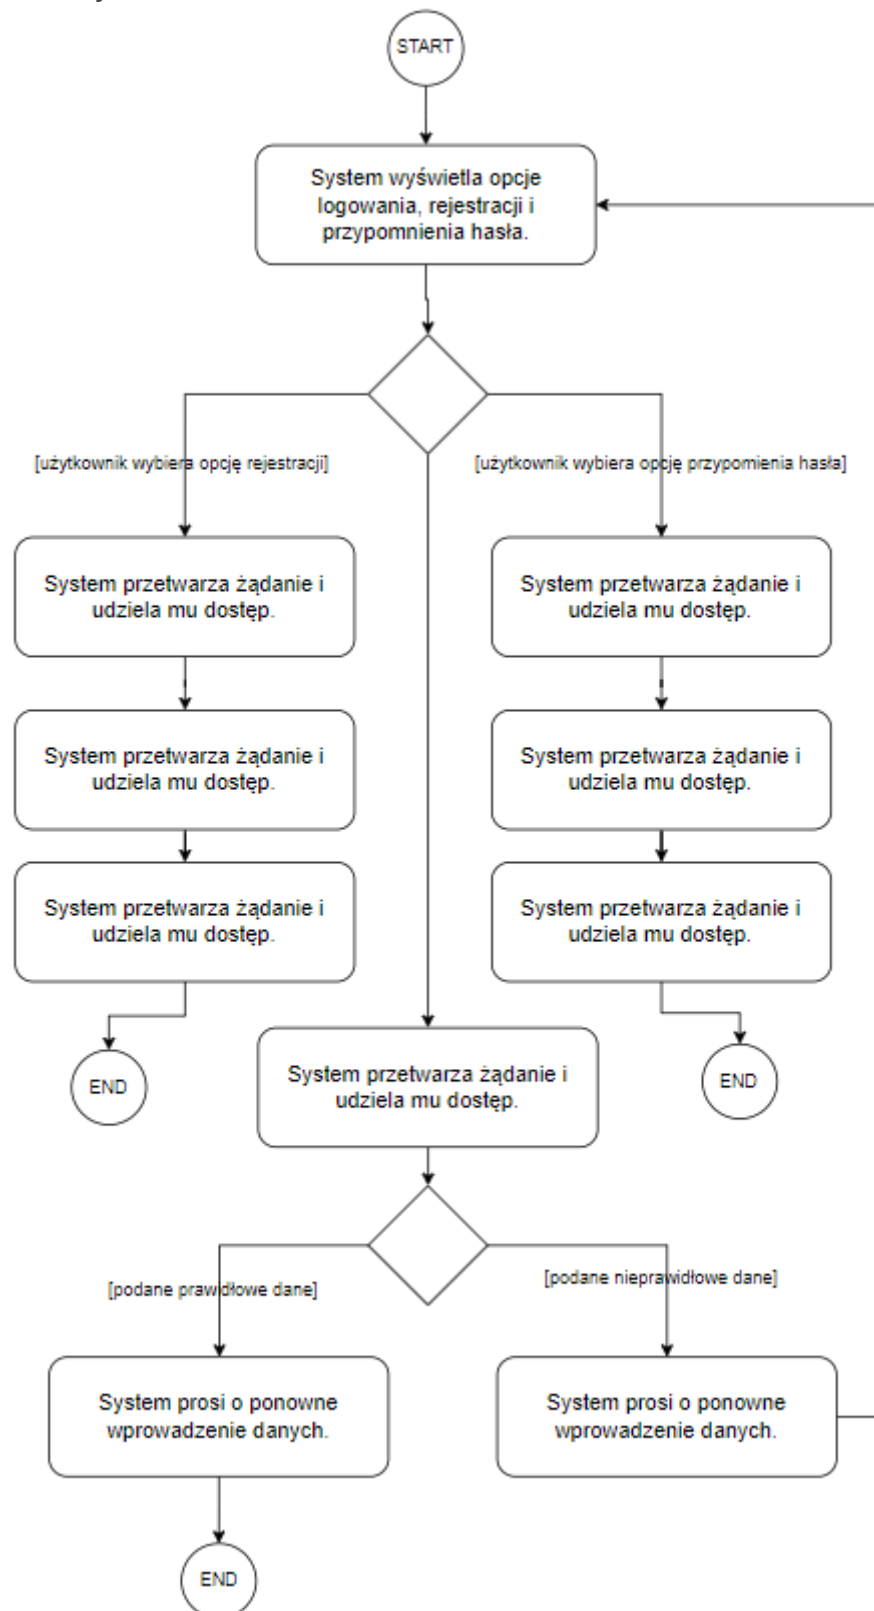 START
System wyświetla opcje
logowania, rejestracji i
przypomnienia hasła.
[użytkownik wybiera opcję rejestracji]
[użytkownik wybiera opcję przypomienia hasła]
System przetwarza żądanie i
udziela mu dostęp.
System przetwarza żądanie i
udziela mu dostęp.
System przetwarza żądanie i
udziela mu dostęp.
System przetwarza żądanie i
udziela mu dostęp.
System przetwarza żądanie i
udziela mu dostęp.
System przetwarza żądanie i
udziela mu dostęp.
END
System przetwarza żądanie i
udziela mu dostęp.
END
[podane prawidłowe dane]
[podane nieprawidłowe dane]
System prosi o ponowne
wprowadzenie danych.
System prosi o ponowne
wprowadzenie danych.
END